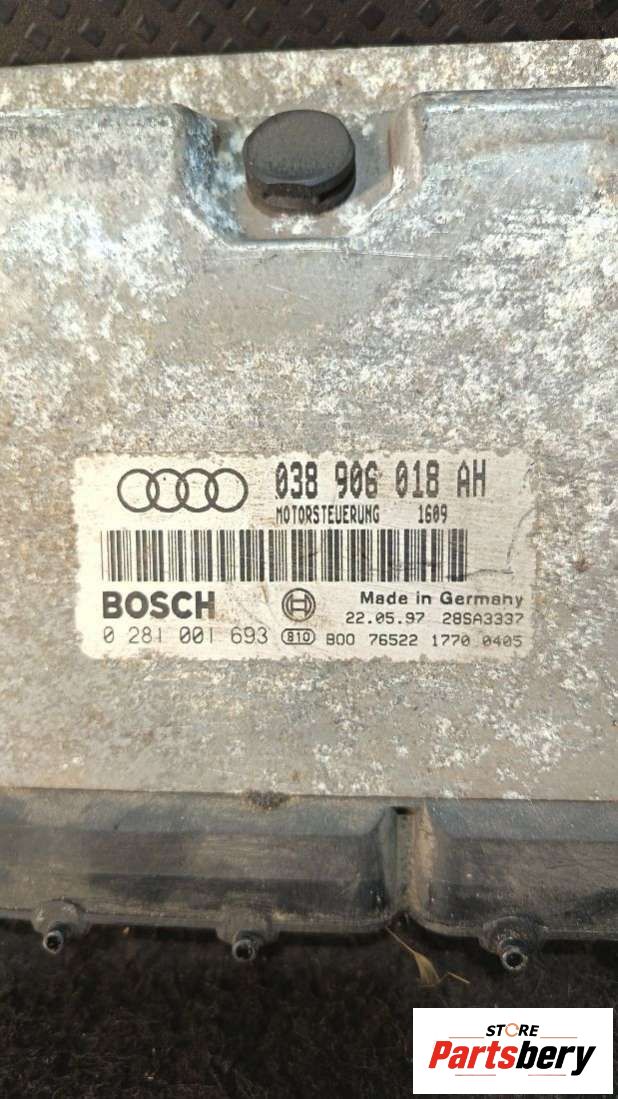 038 906 018 AH
MOTORSTEUERUNG 1609
BOSCH
Made in Germany
22.05.97 28SA3337
0 281 001 693 810 B00 76522 1770 0405
STORE
Partsbery